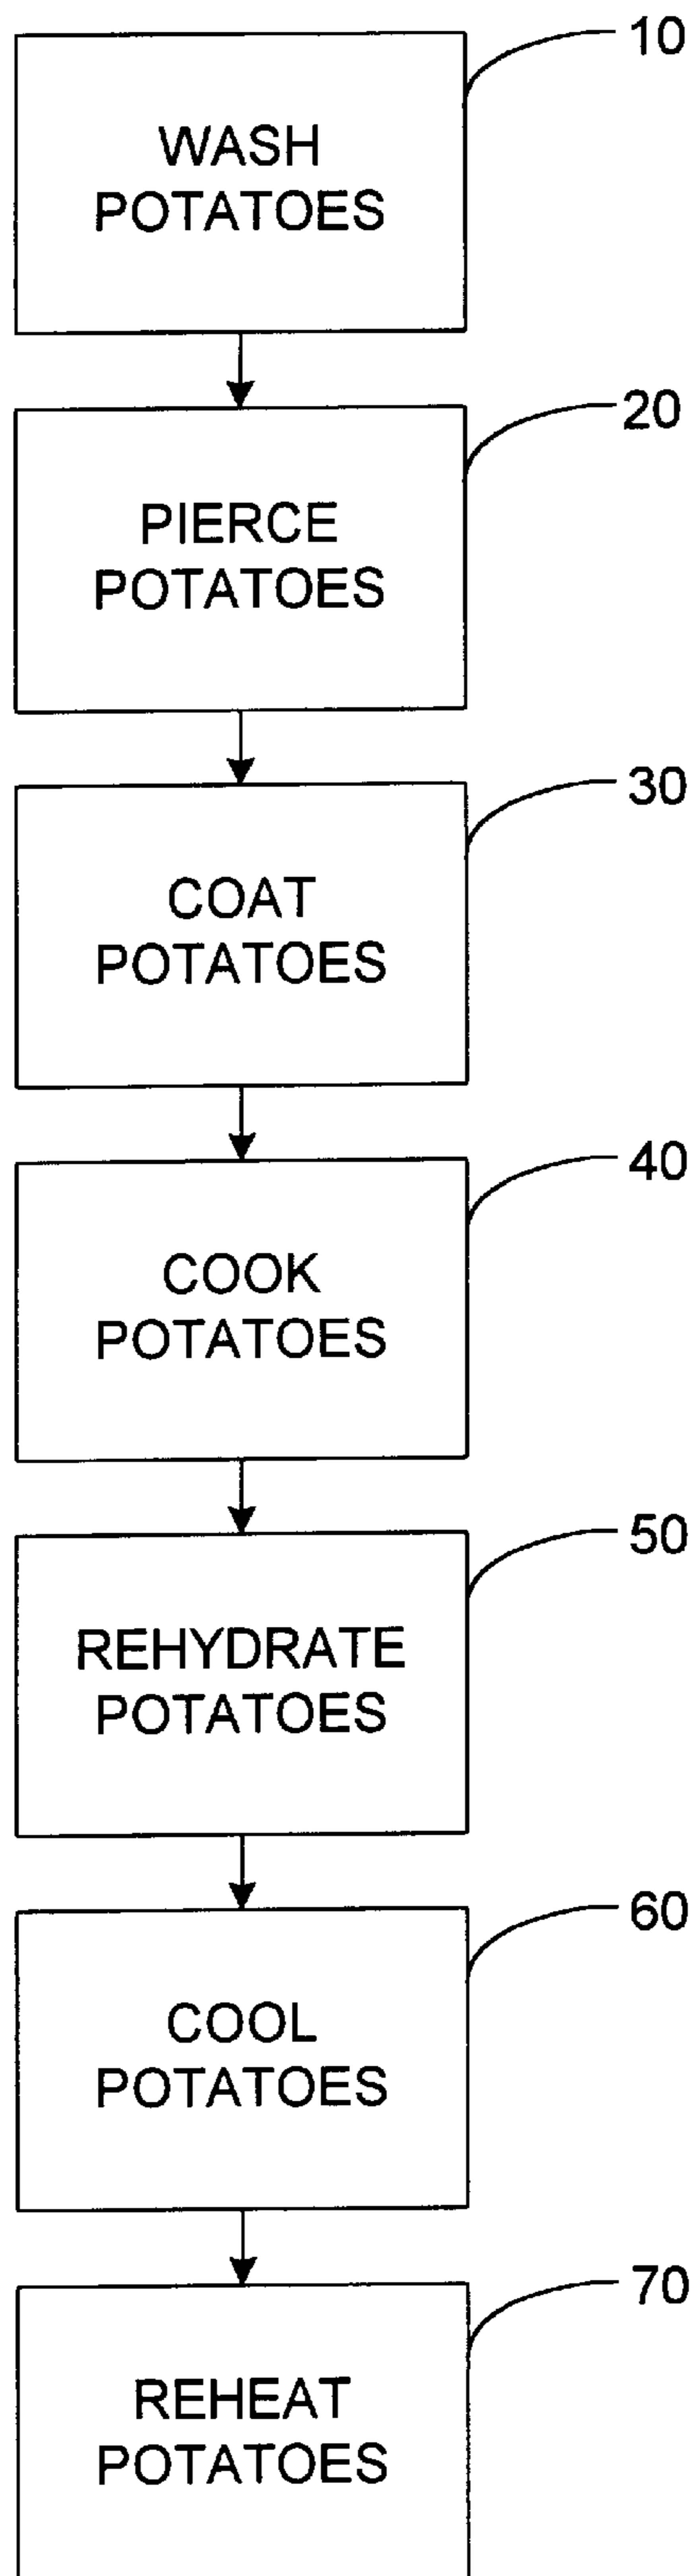 10
WASH
POTATOES
20
PIERCE
POTATOES
30
COAT
POTATOES
40
COOK
POTATOES
50
REHYDRATE
POTATOES
60
COOL
POTATOES
70
REHEAT
POTATOES